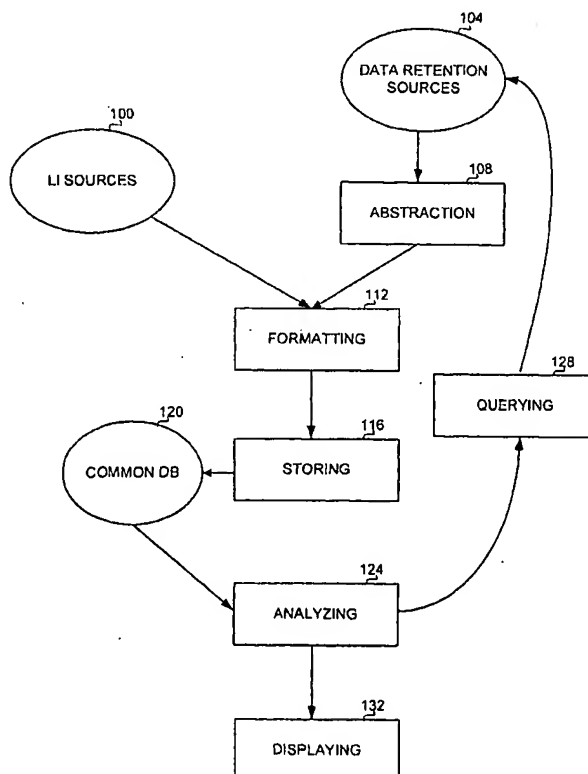 104
DATA RETENTION
SOURCES
100
LI SOURCES
108
ABSTRACTION
112
FORMATTING
128
QUERYING
120
COMMON DB
116
STORING
124
ANALYZING
132
DISPLAYING